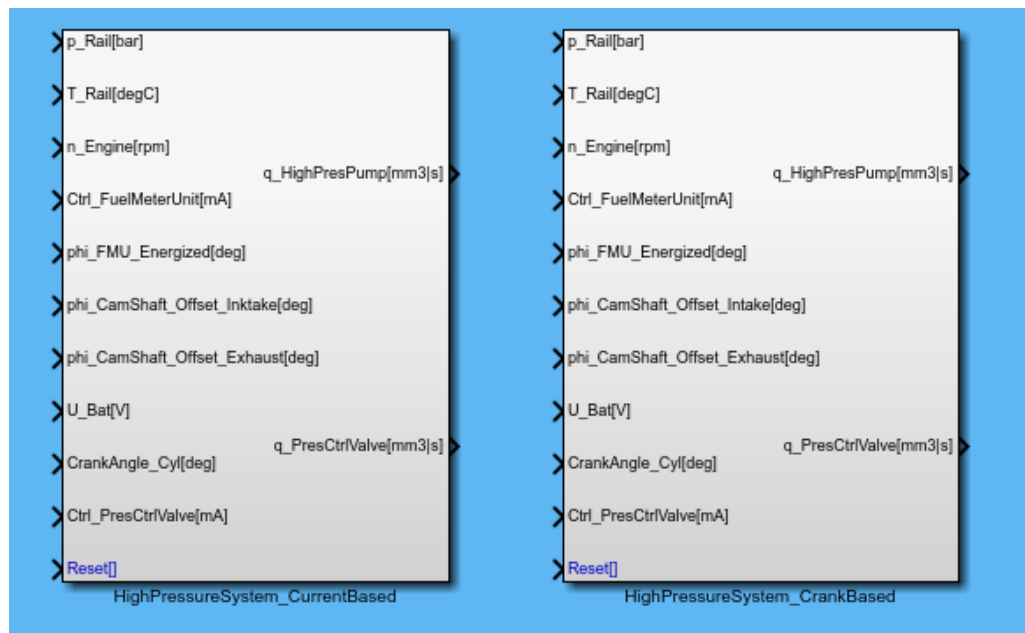 p_Rail[bar]
T_Rail[degC]
n_Engine[rpm]
q_HighPresPump[mm3|s]
Ctrl_FuelMeterUnit[mA]
phi_FMU_Energized[deg]
phi_CamShaft_Offset_Inktake[deg]
phi_CamShaft_Offset_Exhaust[deg]
U_Bat[V]
q_PresCtrlValve[mm3|s]
CrankAngle_Cyl[deg]
Ctrl_PresCtrlValve[mA]
Reset[]
HighPressureSystem_CurrentBased
p_Rail[bar]
T_Rail[degC]
n_Engine[rpm]
q_HighPresPump[mm3|s]
Ctrl_FuelMeterUnit[mA]
phi_FMU_Energized[deg]
phi_CamShaft_Offset_Intake[deg]
phi_CamShaft_Offset_Exhaust[deg]
U_Bat[V]
q_PresCtrlValve[mm3|s]
CrankAngle_Cyl[deg]
Ctrl_PresCtrlValve[mA]
Reset[]
HighPressureSystem_CrankBased